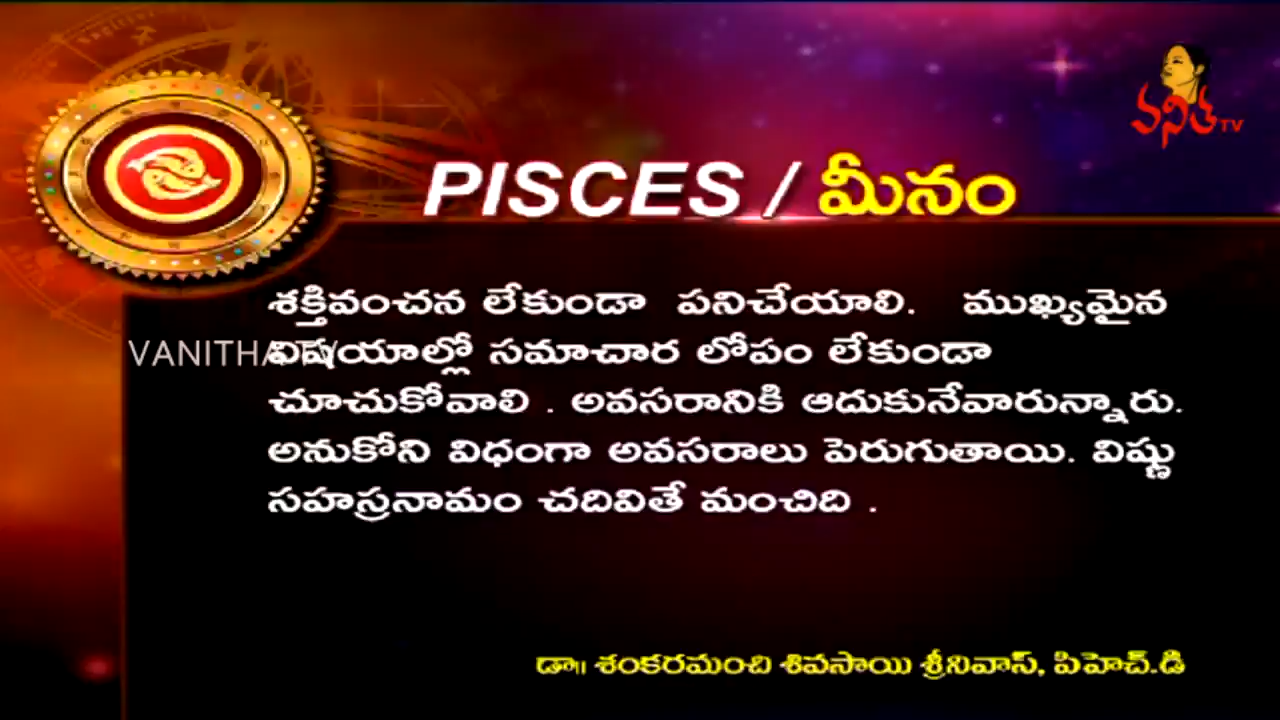 వనిత TV
PISCES / మీనం
శక్తివంచన లేకుండా పనిచేయాలి. ముఖ్యమైన
VANITHA TV విషయాల్లో సమాచార లోపం లేకుండా
చూచుకోవాలి . అవసరానికి ఆదుకునేవారున్నారు.
అనుకోని విధంగా అవసరాలు పెరుగుతాయి. విష్ణు
సహస్రనామం చదివితే మంచిది .
డా|| శంకరమంచి శివసాయి శ్రీనివాస్, పిహెచ్.డి